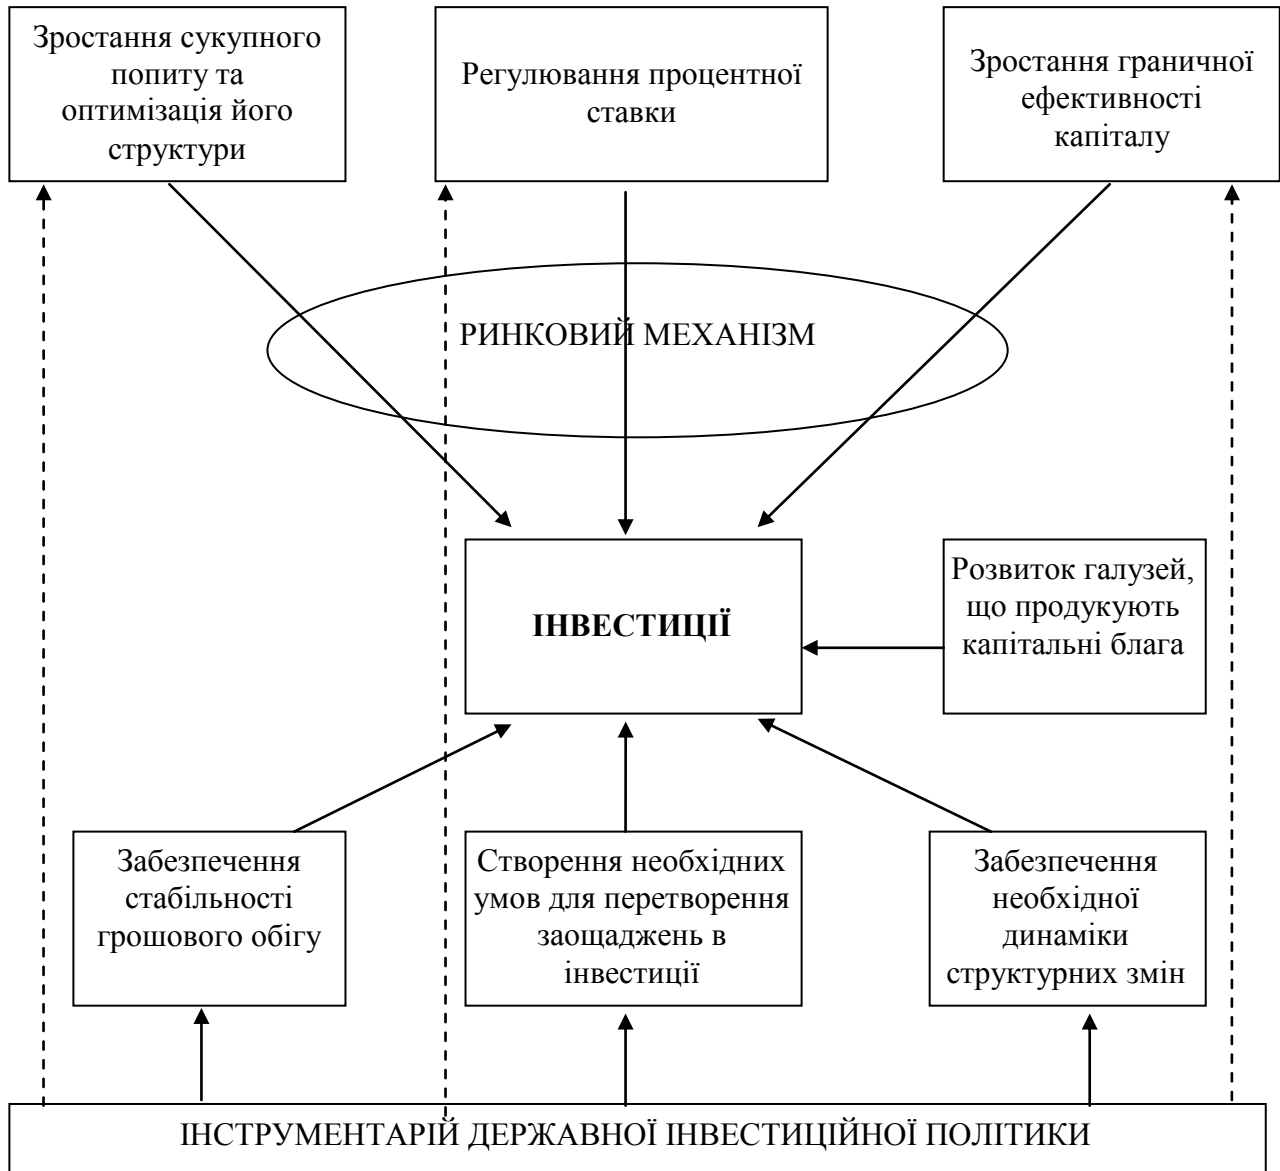 Зростання сукупного
попиту та
оптимізація його
структури
Регулювання процентної
ставки
Зростання граничної
ефективності
капіталу
РИНКОВИЙ МЕХАНІЗМ
ІНВЕСТИЦІЇ
Розвиток галузей,
що продукують
капітальні блага
Забезпечення
стабільності
грошового обігу
Створення необхідних
умов для перетворення
заощаджень в
інвестиції
Забезпечення
необхідної
динаміки
структурних змін
ІНСТРУМЕНТАРІЙ ДЕРЖАВНОЇ ІНВЕСТИЦІЙНОЇ ПОЛІТИКИ